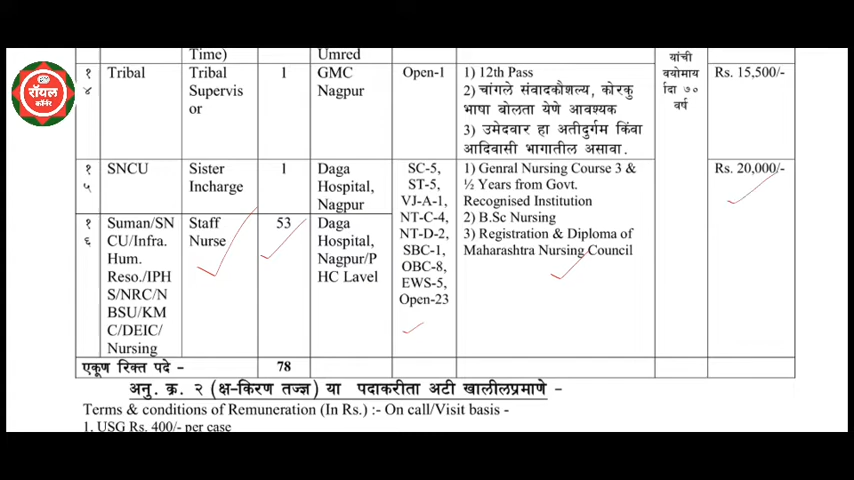 रॉयल
कॉर्नर
Time)
Umred
यांची
वयोमाय
र्दा ७०
वर्ष
१
४
Tribal
Tribal
Supervis
or
1
GMC
Nagpur
Open-1
1) 12th Pass
2) चांगले संवादकौशल्य, कोरकु
भाषा बोलता येणे आवश्यक
3) उमेदवार हा अतीदुर्गम किंवा
आदिवासी भागातील असावा.
Rs. 15,500/-
१
५
SNCU
Sister
Incharge
1
Daga
Hospital,
Nagpur
SC-5,
ST-5,
VJ-A-1,
NT-C-4,
NT-D-2,
SBC-1,
OBC-8,
EWS-5,
Open-23
1) Genral Nursing Course 3 &
½ Years from Govt.
Recognised Institution
2) B.Sc Nursing
3) Registration & Diploma of
Maharashtra Nursing Council
Rs. 20,000/-
१
६
Suman/SN
CU/Infra.
Hum.
Reso./IPH
S/NRC/N
BSU/KM
C/DEIC/
Nursing
Staff
Nurse
53
Daga
Hospital,
Nagpur/P
HC Lavel
एकूण रिक्त पदे -
78
अनु. क्र. २ (क्ष-किरण तज्ज्ञ) या पदाकरीता अटी खालीलप्रमाणे -
Terms & conditions of Remuneration (In Rs.) :- On call/Visit basis -
1. USG Rs. 400/- per case